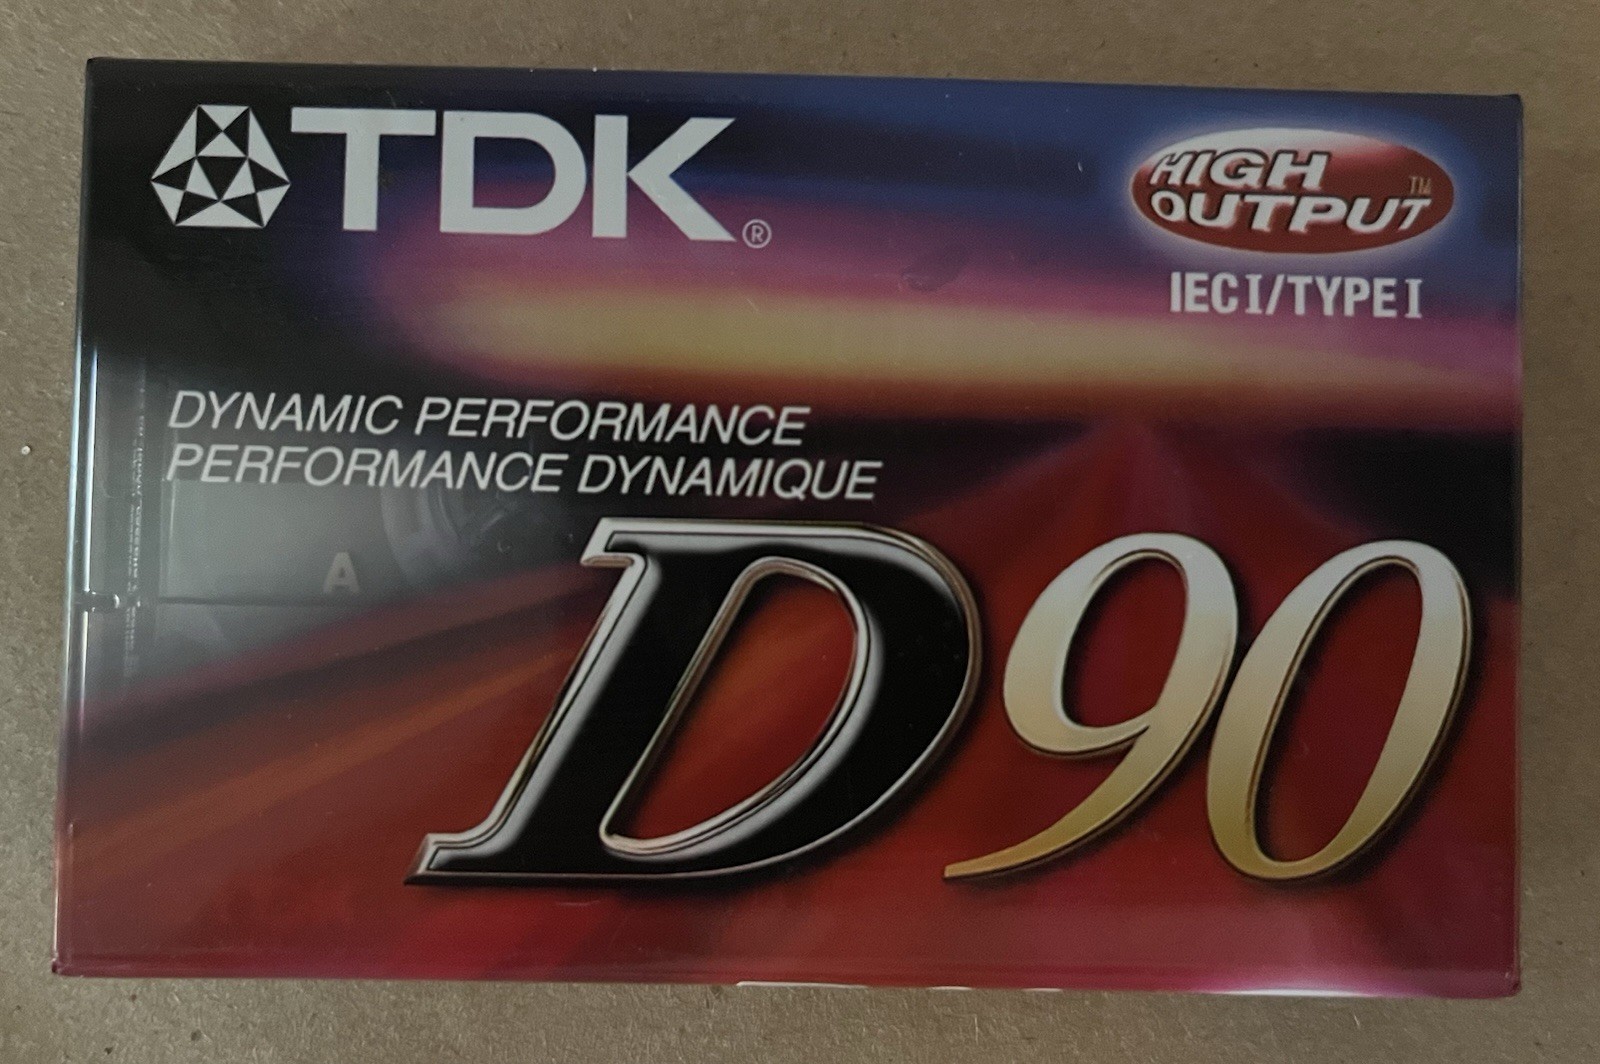 TDK®
HIGH
OUTPUT™
IEC I/TYPE I
DYNAMIC PERFORMANCE
PERFORMANCE DYNAMIQUE
A
D90